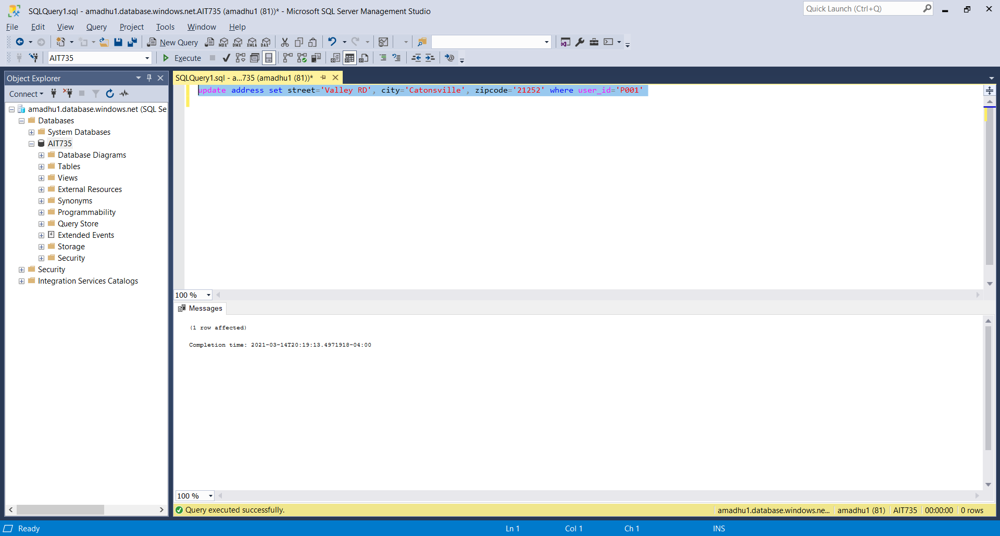 SQLQuery1.sql - amadhu1.database.windows.net.AIT735 (amadhu1 (81))* - Microsoft SQL Server Management Studio
Quick Launch (Ctrl+Q)
File Edit View Query Project Tools Window Help
New Query MDX DMX XMLA DAX
AIT735 Execute
Object Explorer
Connect
amadhu1.database.windows.net (SQL Se
Databases
System Databases
AIT735
Database Diagrams
Tables
Views
External Resources
Synonyms
Programmability
Query Store
Extended Events
Storage
Security
Security
Integration Services Catalogs
SQLQuery1.sql - a...735 (amadhu1 (81))*
update address set street='Valley RD', city='Catonsville', zipcode='21252' where user_id='P001'
100 %
Messages
(1 row affected)
Completion time: 2021-03-14T20:19:13.4971918-04:00
100 %
Query executed successfully.
amadhu1.database.windows.ne... amadhu1 (81) AIT735 00:00:00 0 rows
Ready Ln 1 Col 1 Ch 1 INS